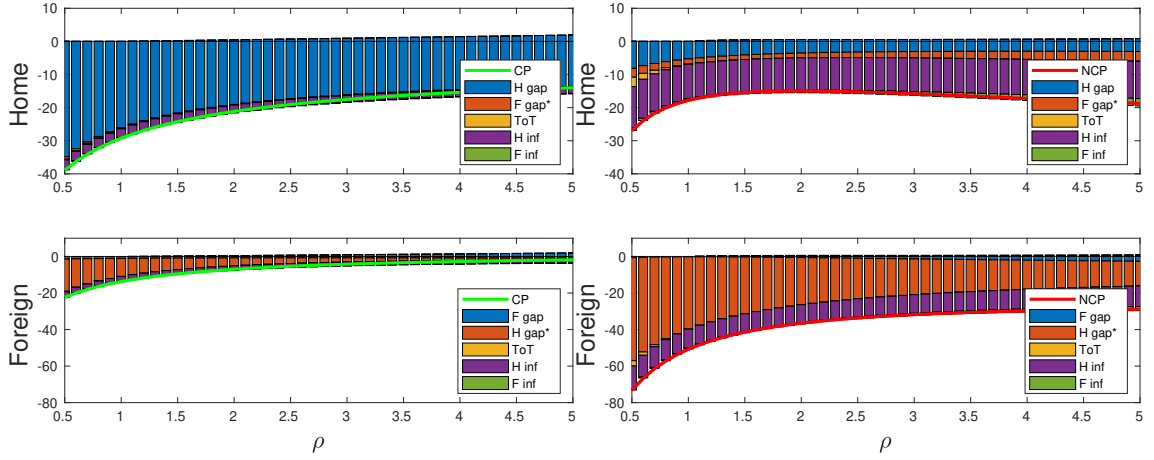 Home
10
0
-10
-20
-30
-40
0.5 1 1.5 2 2.5 3 3.5 4 4.5 5
CP
H gap
F gap*
ToT
H inf
F inf
Home
10
0
-10
-20
-30
-40
0.5 1 1.5 2 2.5 3 3.5 4 4.5 5
NCP
H gap
F gap*
ToT
H inf
F inf
Foreign
0
-20
-40
-60
-80
0.5 1 1.5 2 2.5 3 3.5 4 4.5 5
ρ
CP
F gap
H gap*
ToT
H inf
F inf
Foreign
0
-20
-40
-60
-80
0.5 1 1.5 2 2.5 3 3.5 4 4.5 5
ρ
NCP
F gap
H gap*
ToT
H inf
F inf